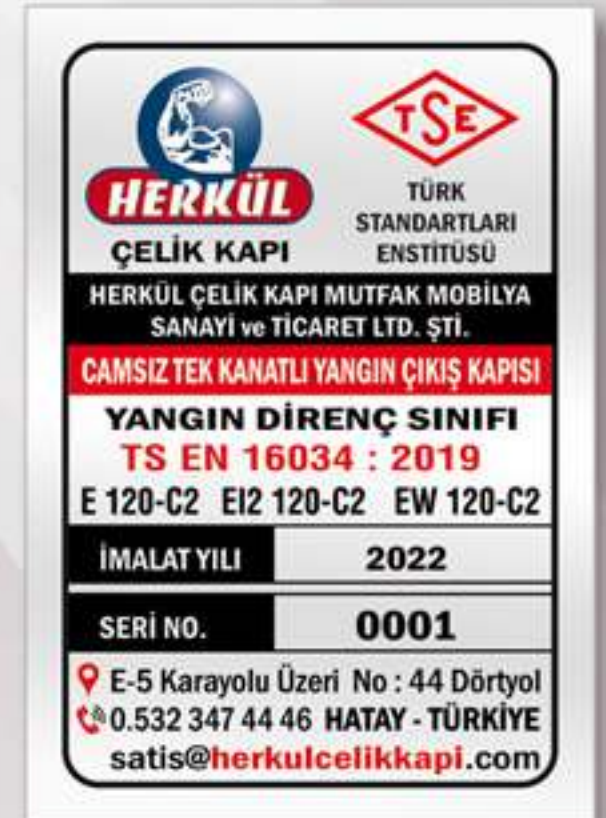 HERKÜL
ÇELİK KAPI
TSE
TÜRK
STANDARTLARI
ENSTİTÜSÜ
HERKÜL ÇELİK KAPI MUTFAK MOBİLYA
SANAYİ ve TİCARET LTD. ŞTİ.
CAMSIZ TEK KANATLI YANGIN ÇIKIŞ KAPISI
YANGIN DİRENÇ SINIFI
TS EN 16034 : 2019
E 120-C2 EI2 120-C2 EW 120-C2
İMALAT YILI 2022
SERİ NO. 0001
E-5 Karayolu Üzeri No : 44 Dörtyol
0.532 347 44 46 HATAY - TÜRKİYE
satis@herkulcelikkapi.com